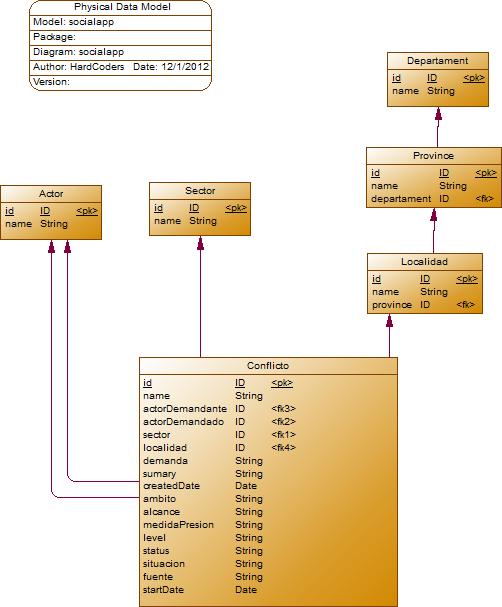 Physical Data Model
Model: socialapp
Package:
Diagram: socialapp
Author: HardCoders Date: 12/1/2012
Version:
Departament
id ID <pk>
name String
Province
id ID <pk>
name String
departament ID <fk>
Actor
id ID <pk>
name String
Sector
id ID <pk>
name String
Localidad
id ID <pk>
name String
province ID <fk>
Conflicto
id ID <pk>
name String
actorDemandante ID <fk3>
actorDemandado ID <fk2>
sector ID <fk1>
localidad ID <fk4>
demanda String
sumary String
createdDate Date
ambito String
alcance String
medidaPresion String
level String
status String
situacion String
fuente String
startDate Date